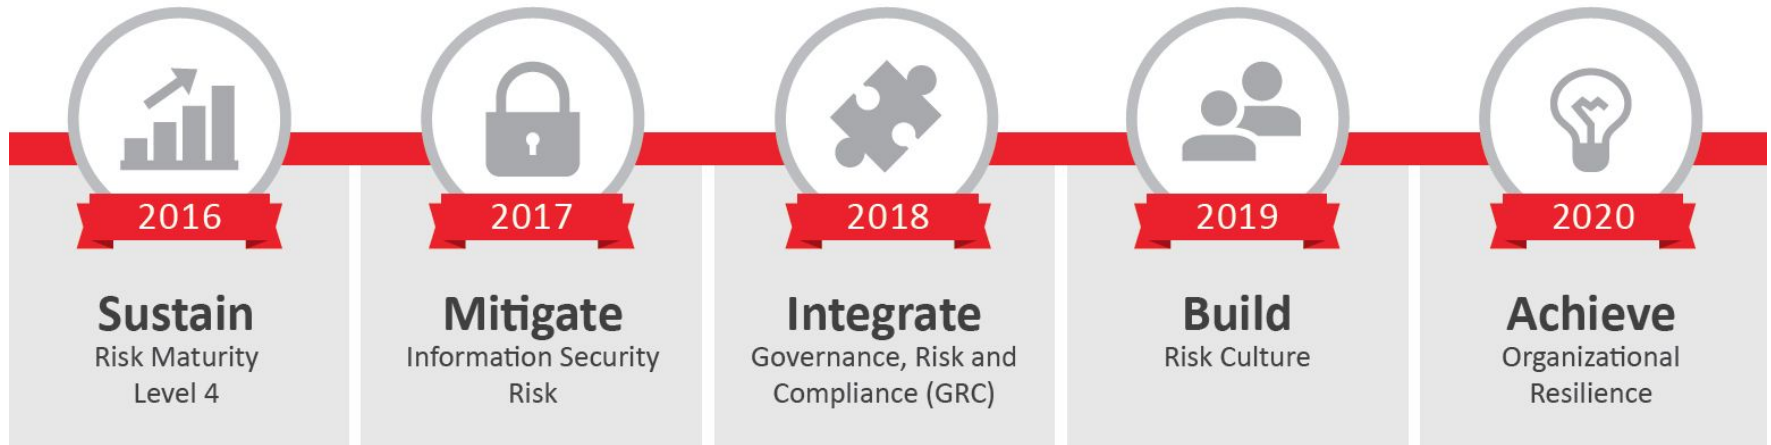 2016
Sustain
Risk Maturity
Level 4
2017
Mitigate
Information Security
Risk
2018
Integrate
Governance, Risk and
Compliance (GRC)
2019
Build
Risk Culture
2020
Achieve
Organizational
Resilience